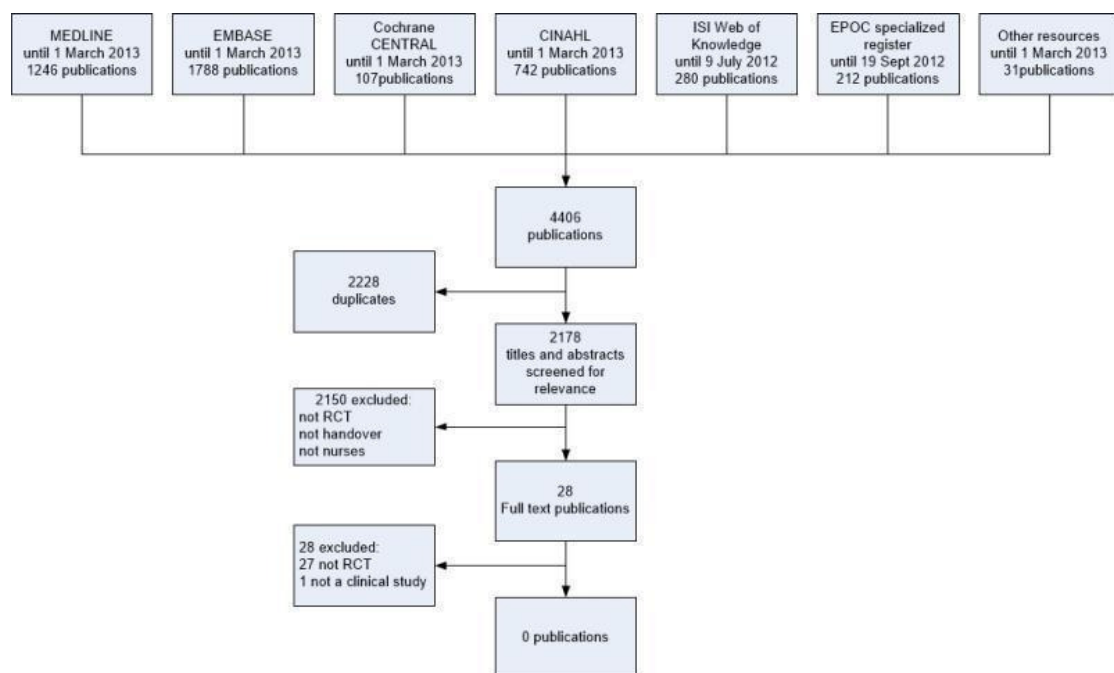 MEDLINE
until 1 March 2013
1246 publications
EMBASE
until 1 March 2013
1788 publications
Cochrane
CENTRAL
until 1 March 2013
107publications
CINAHL
until 1 March 2013
742 publications
ISI Web of
Knowledge
until 9 July 2012
280 publications
EPOC specialized
register
until 19 Sept 2012
212 publications
Other resources
until 1 March 2013
31publications
4406
publications
2228
duplicates
2178
titles and abstracts
screened for
relevance
2150 excluded:
not RCT
not handover
not nurses
28
Full text publications
28 excluded:
27 not RCT
1 not a clinical study
0 publications